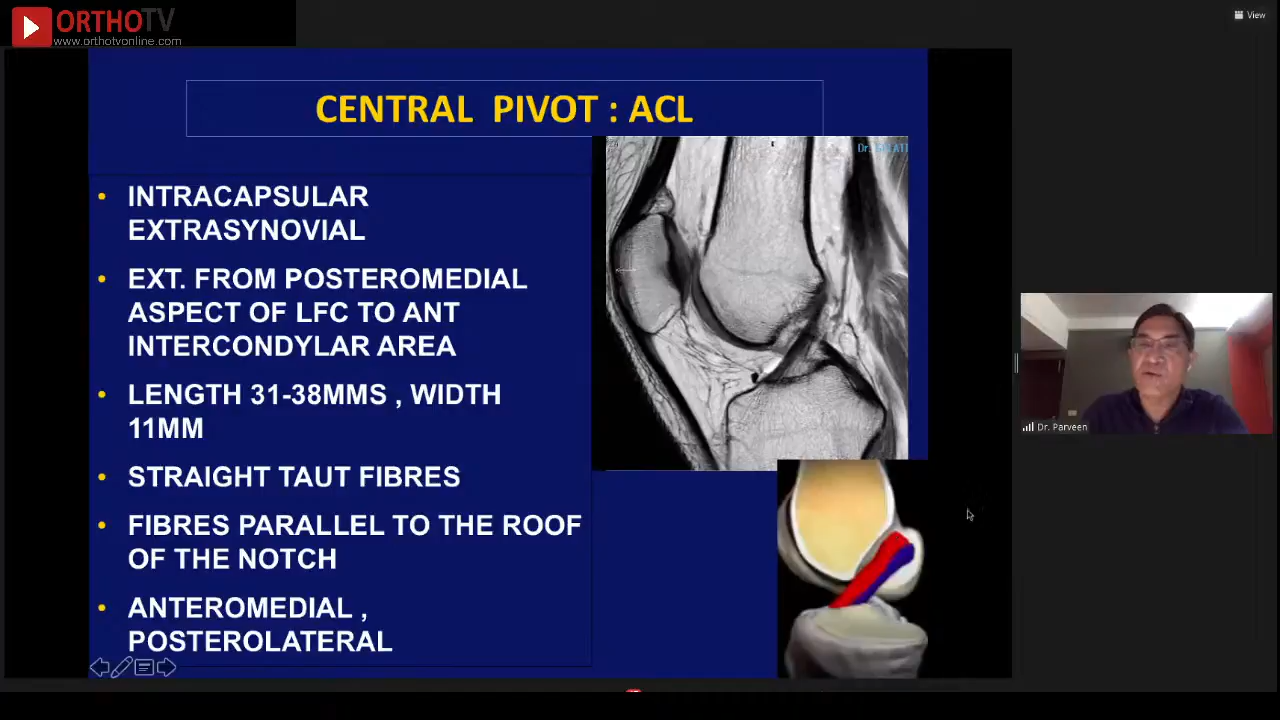 ORTHOTV
www.orthotvonline.com
View
CENTRAL PIVOT : ACL
• INTRACAPSULAR
EXTRASYNOVIAL
• EXT. FROM POSTEROMEDIAL
ASPECT OF LFC TO ANT
INTERCONDYLAR AREA
• LENGTH 31-38MMS , WIDTH
11MM
• STRAIGHT TAUT FIBRES
• FIBRES PARALLEL TO THE ROOF
OF THE NOTCH
• ANTEROMEDIAL ,
POSTEROLATERAL
Dr.
Dr. Parveen